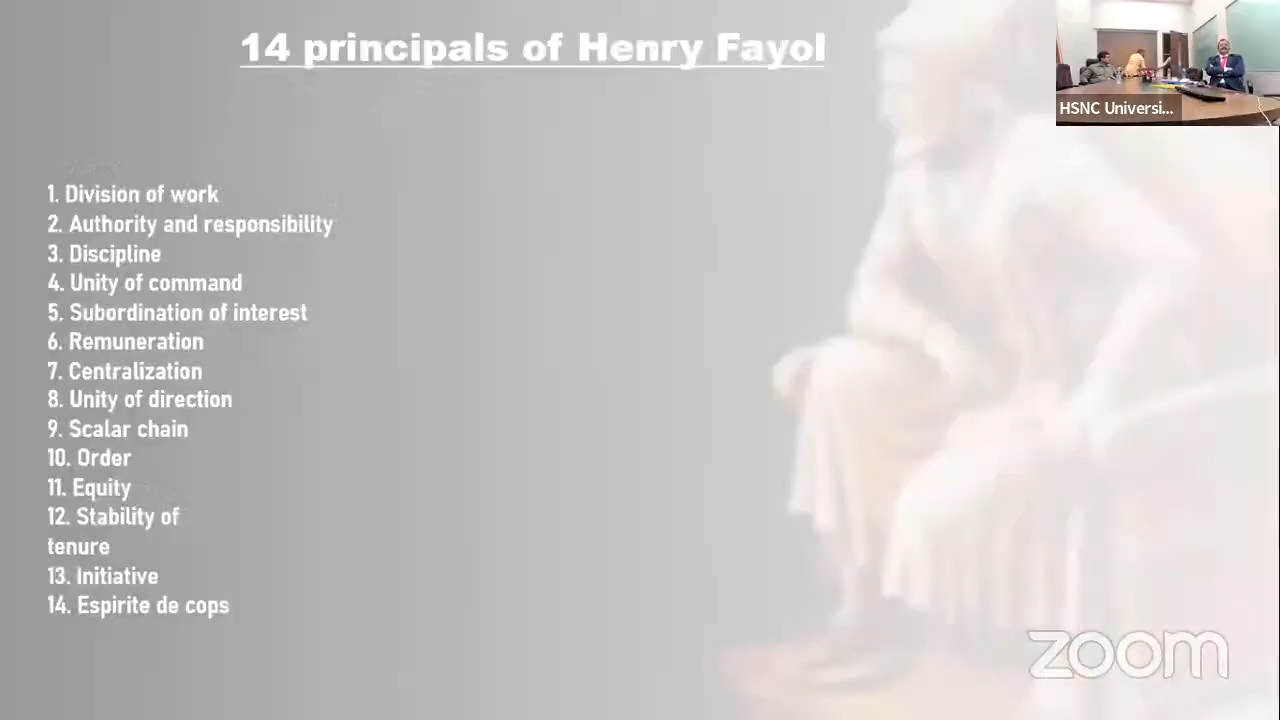 14 principals of Henry Fayol
HSNC Universi...
1. Division of work
2. Authority and responsibility
3. Discipline
4. Unity of command
5. Subordination of interest
6. Remuneration
7. Centralization
8. Unity of direction
9. Scalar chain
10. Order
11. Equity
12. Stability of
tenure
13. Initiative
14. Espirite de cops
zoom